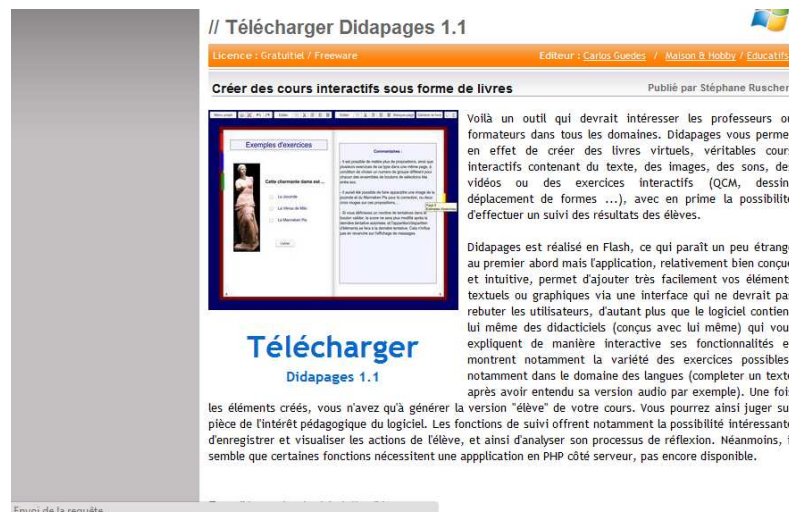 // Télécharger Didapages 1.1
Licence : Gratuitiel / Freeware
Editeur : Carlos Guedes / Maison & Hobby / Educatifs
Créer des cours interactifs sous forme de livres
Publié par Stéphane Ruscher
Exemples d'exercices
Cette charmante dame est ...
La Joconde
La Vénus de Milo
Commentaires :
Voilà un outil qui devrait intéresser les professeurs ou
formateurs dans tous les domaines. Didapages vous perme
en effet de créer des livres virtuels, véritables cour
interactifs contenant du texte, des images, des sons, de
vidéos ou des exercices interactifs (QCM, dessin
déplacement de formes ...), avec en prime la possibilité
d'effectuer un suivi des résultats des élèves.
Didapages est réalisé en Flash, ce qui paraît un peu étrange
au premier abord mais l'application, relativement bien conçue
et intuitive, permet d'ajouter très facilement vos élément
textuels ou graphiques via une interface qui ne devrait pa
rebuter les utilisateurs, d'autant plus que le logiciel contien
lui même des didacticiels (conçus avec lui même) qui vou
expliquent de manière interactive ses fonctionnalités e
montrent notamment la variété des exercices possibles
notamment dans le domaine des langues (completer un texte
après avoir entendu sa version audio par exemple). Une foi
Télécharger
Didapages 1.1
les éléments créés, vous n'avez qu'à générer la version "élève" de votre cours. Vous pourrez ainsi juger su
pièce de l'intérêt pédagogique du logiciel. Les fonctions de suivi offrent notamment la possibilité intéressante
d'enregistrer et visualiser les actions de l'élève, et ainsi d'analyser son processus de réflexion. Néanmoins, i
semble que certaines fonctions nécessitent une appplication en PHP côté serveur, pas encore disponible.
Envoi de la requête